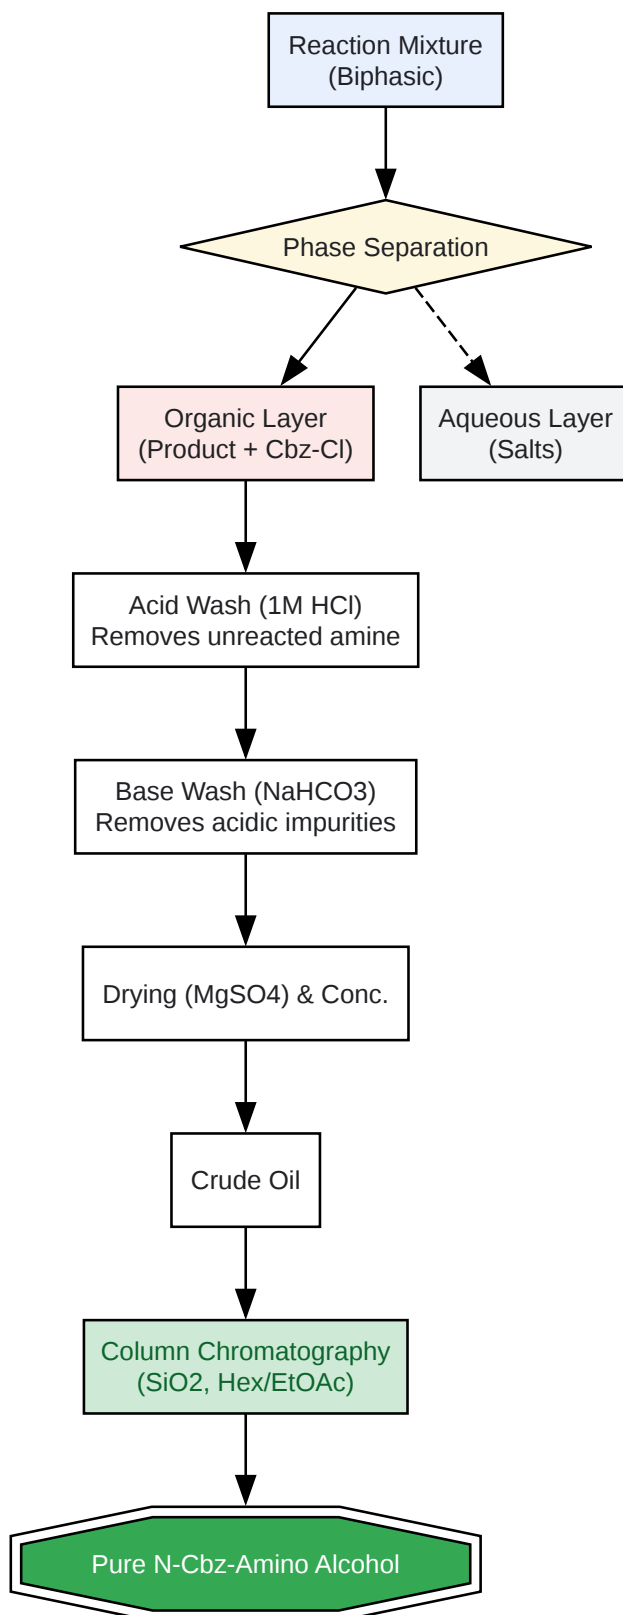 Reaction Mixture
(Biphasic)
Phase Separation
Organic Layer
(Product + Cbz-Cl)
Aqueous Layer
(Salts)
Acid Wash (1M HCl)
Removes unreacted amine
Base Wash (NaHCO3)
Removes acidic impurities
Drying (MgSO4) & Conc.
Crude Oil
Column Chromatography
(SiO2, Hex/EtOAc)
Pure N-Cbz-Amino Alcohol